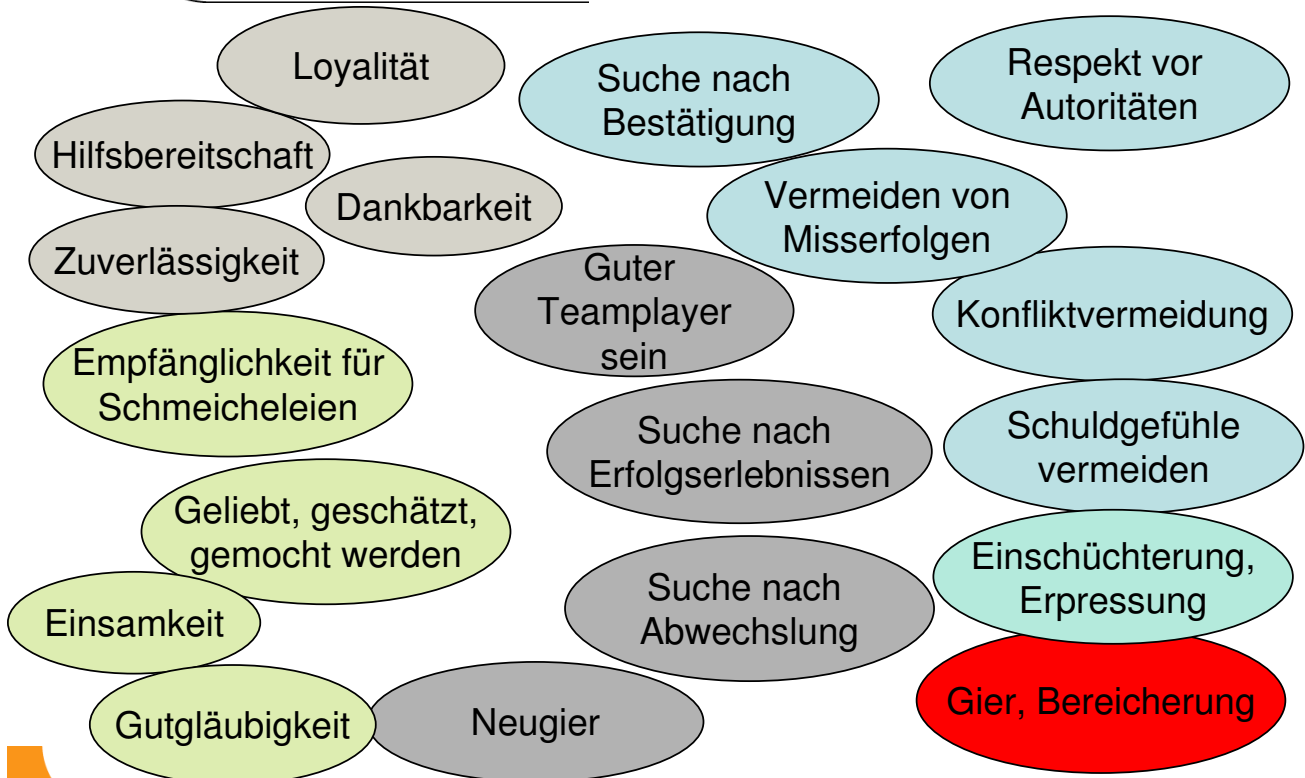 Loyalität
Suche nach
Bestätigung
Respekt vor
Autoritäten
Hilfsbereitschaft
Dankbarkeit
Vermeiden von
Misserfolgen
Zuverlässigkeit
Guter
Teamplayer
sein
Konfliktvermeidung
Empfänglichkeit für
Schmeicheleien
Suche nach
Erfolgserlebnissen
Schuldgefühle
vermeiden
Geliebt, geschätzt,
gemocht werden
Einschüchterung,
Erpressung
Einsamkeit
Suche nach
Abwechslung
Gutgläubigkeit
Neugier
Gier, Bereicherung